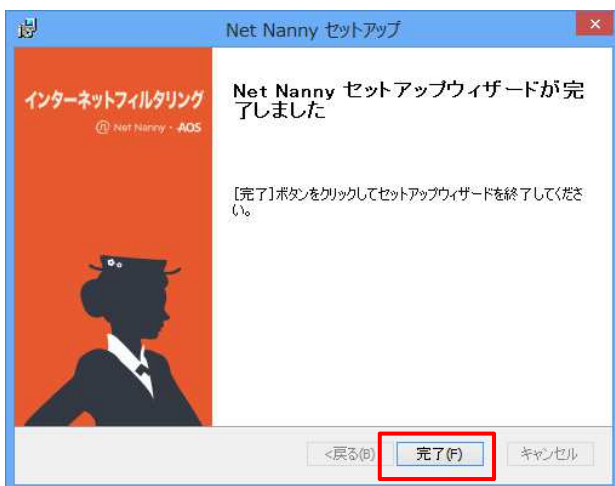 Net Nanny セットアップ
インターネットフィルタリング
n Net Nanny・AOS
Net Nanny セットアップウィザードが完
了しました
[完了]ボタンをクリックしてセットアップウィザードを終了してくださ
い。
<戻る(B)
完了(F)
キャンセル